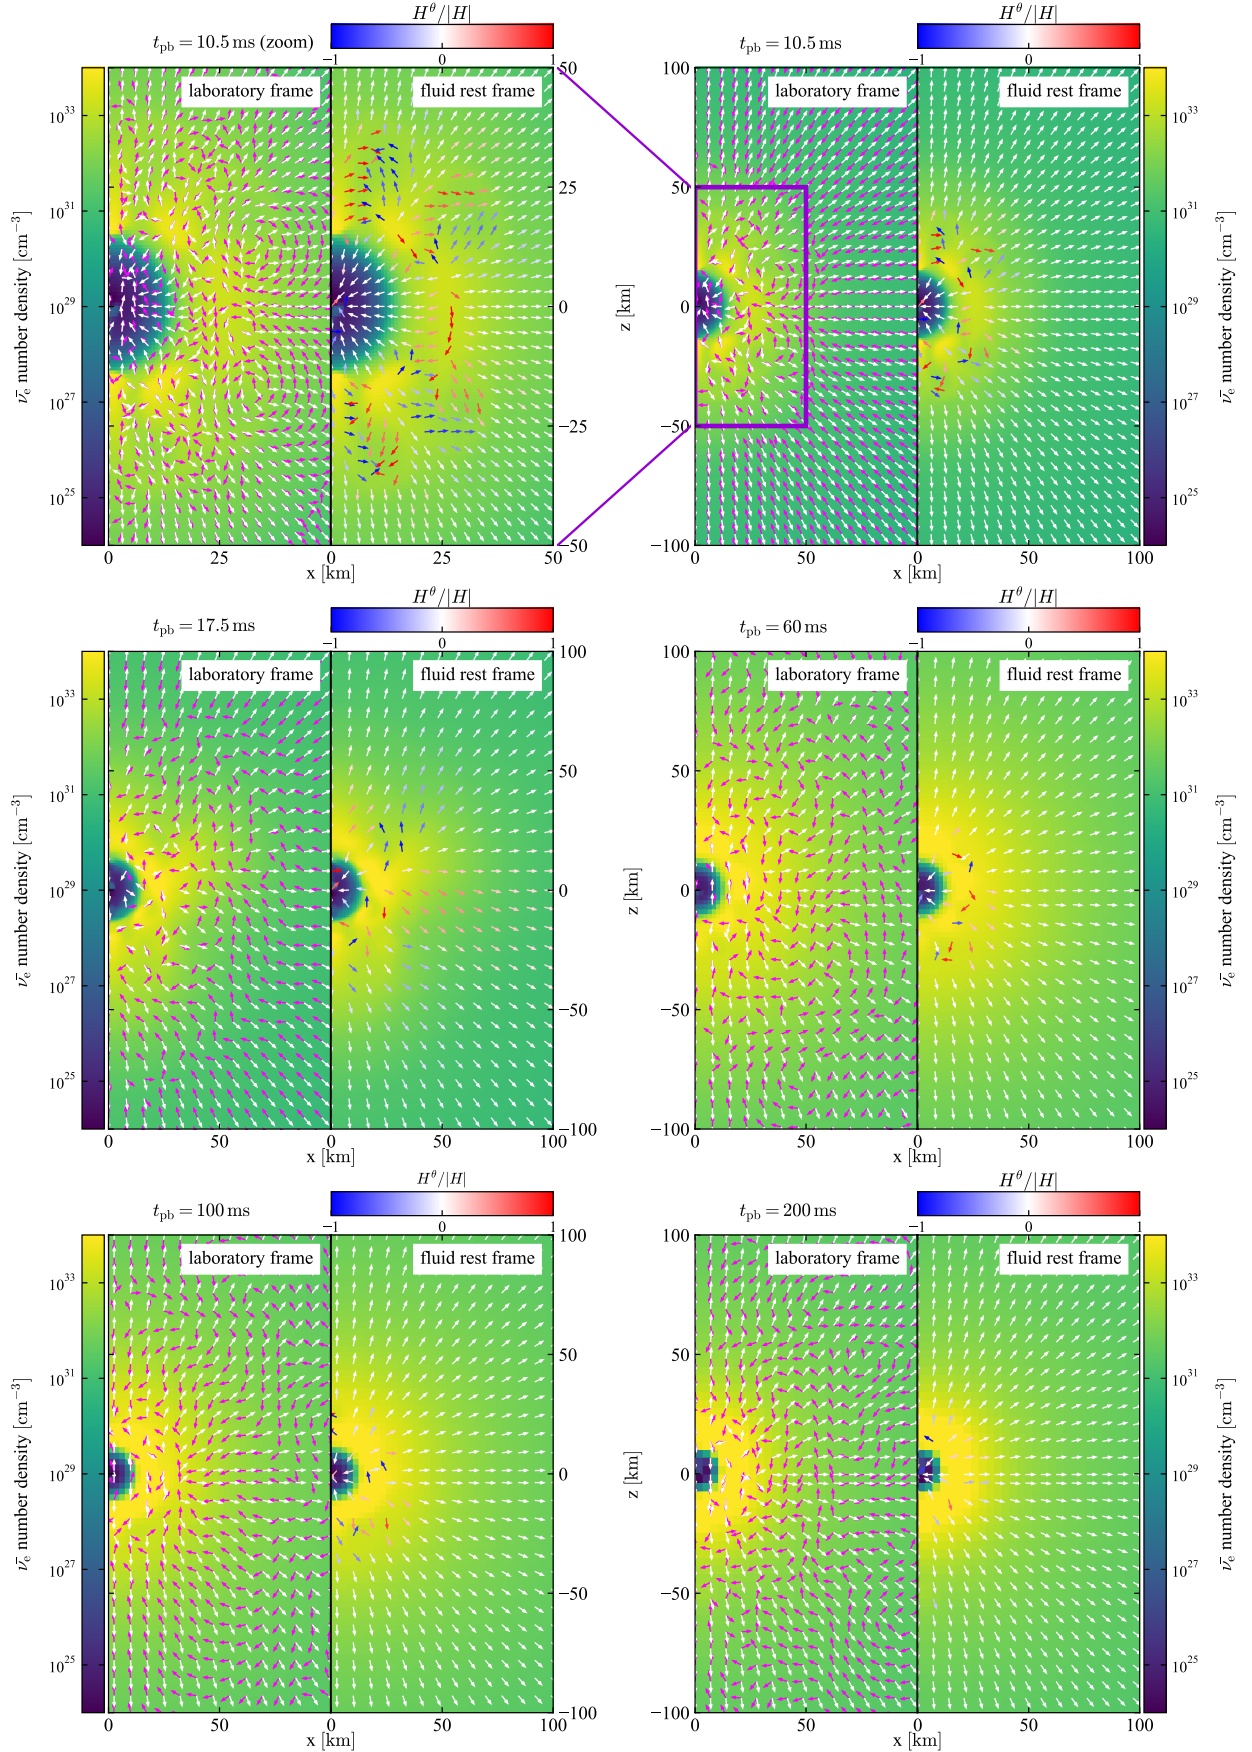 H^θ/|H|
H^θ/|H|
t_pb = 10.5 ms (zoom)
t_pb = 10.5 ms
−1 0 1
−1 0 1
laboratory frame
fluid rest frame
laboratory frame
fluid rest frame
50
25
0
−25
−50
100
50
0
−50
−100
10^33
10^31
10^29
10^27
10^25
10^33
10^31
10^29
10^27
10^25
ν̄_e number density [cm^−3]
z [km]
ν̄_e number density [cm^−3]
0 25 0 25 50
0 50 0 50 100
x [km]
x [km]
H^θ/|H|
H^θ/|H|
t_pb = 17.5 ms
t_pb = 60 ms
−1 0 1
−1 0 1
laboratory frame
fluid rest frame
laboratory frame
fluid rest frame
100
50
0
−50
−100
100
50
0
−50
−100
10^33
10^31
10^29
10^27
10^25
10^33
10^31
10^29
10^27
10^25
ν̄_e number density [cm^−3]
z [km]
ν̄_e number density [cm^−3]
0 50 0 50 100
0 50 0 50 100
x [km]
x [km]
H^θ/|H|
H^θ/|H|
t_pb = 100 ms
t_pb = 200 ms
−1 0 1
−1 0 1
laboratory frame
fluid rest frame
laboratory frame
fluid rest frame
100
50
0
−50
−100
100
50
0
−50
−100
10^33
10^31
10^29
10^27
10^25
10^33
10^31
10^29
10^27
10^25
ν̄_e number density [cm^−3]
z [km]
ν̄_e number density [cm^−3]
0 50 0 50 100
0 50 0 50 100
x [km]
x [km]